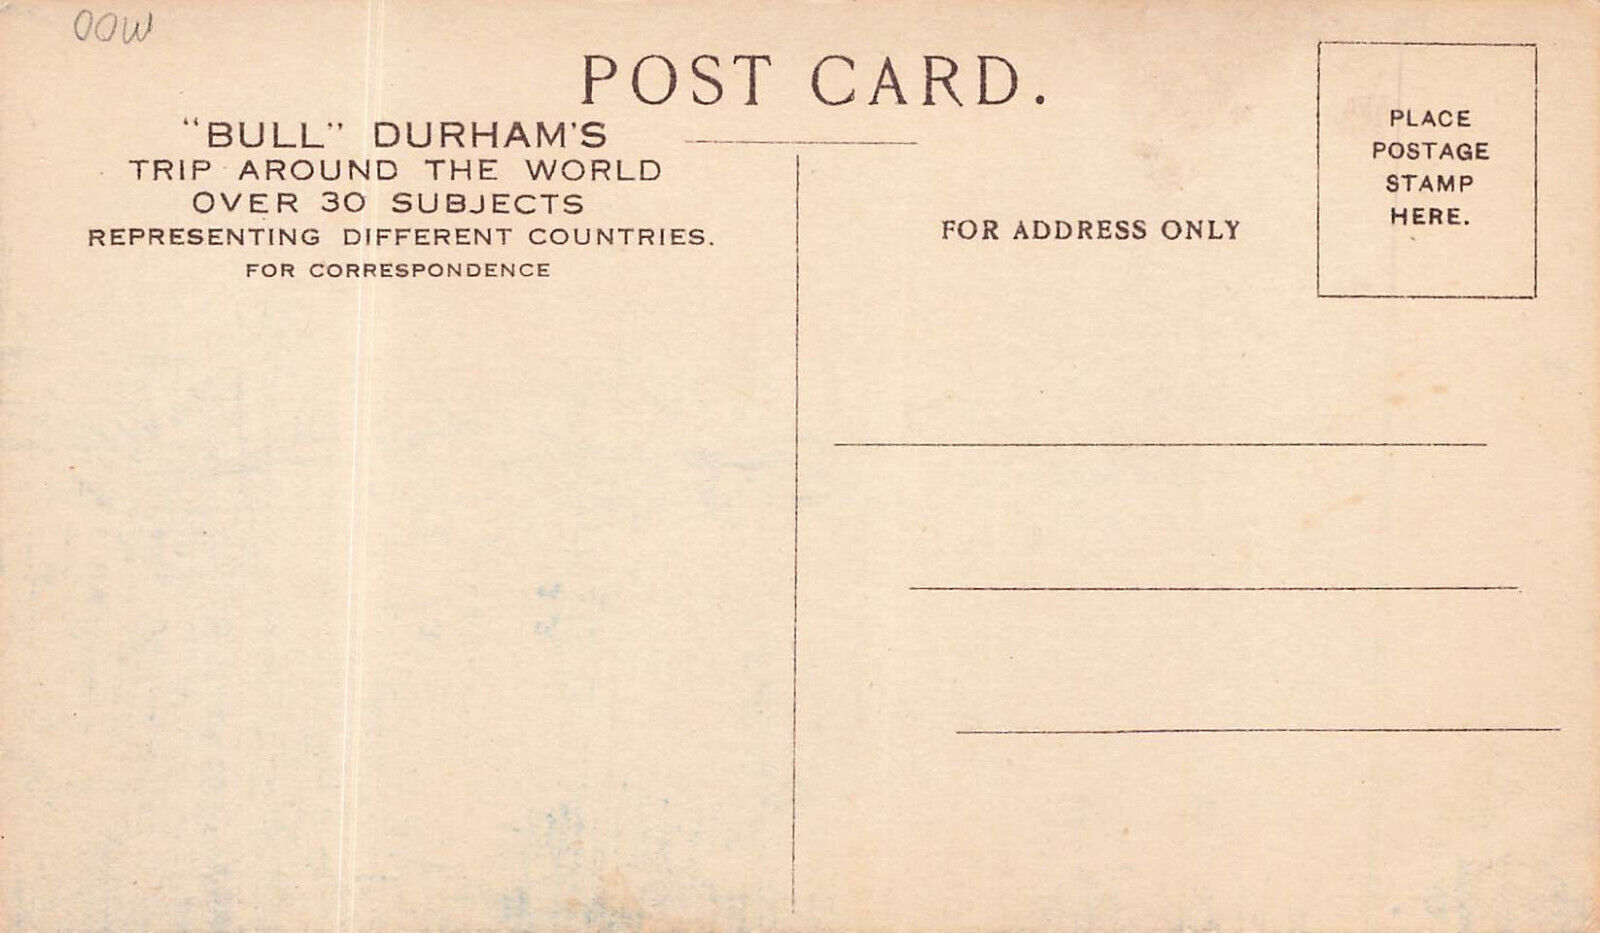 POST CARD.
"BULL" DURHAM'S
TRIP AROUND THE WORLD
OVER 30 SUBJECTS
REPRESENTING DIFFERENT COUNTRIES.
FOR CORRESPONDENCE
FOR ADDRESS ONLY
PLACE
POSTAGE
STAMP
HERE.